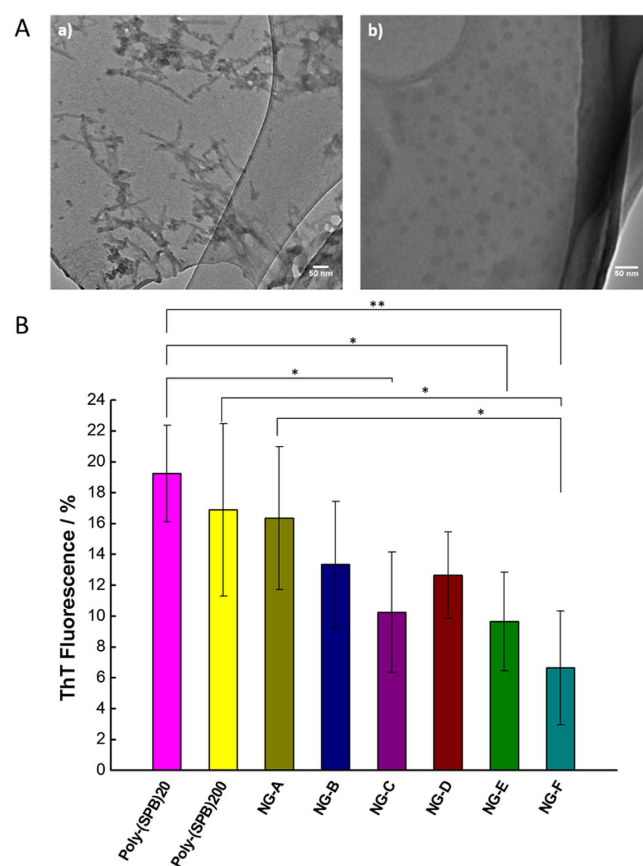 A
a)
b)
50 nm
50 nm
B
**
*
*
*
*
24
22
20
18
16
14
12
10
8
6
4
2
0
ThT Fluorescence / %
Poly-(SPB)20
Poly-(SPB)200
NG-A
NG-B
NG-C
NG-D
NG-E
NG-F